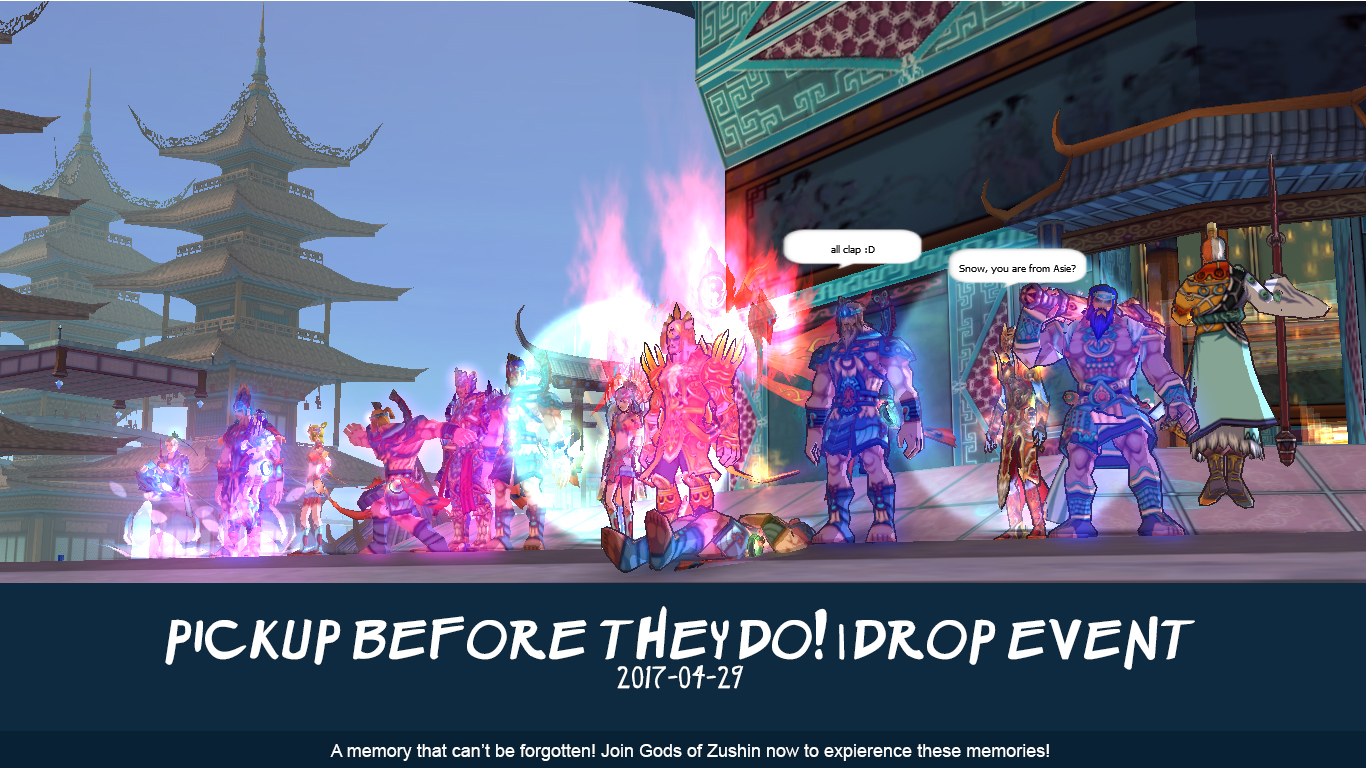 all clap :D
Snow, you are from Asie?
PICKUP BEFORE THEY DO! | DROP EVENT
2017-04-29
A memory that can't be forgotten! Join Gods of Zushin now to expierence these memories!